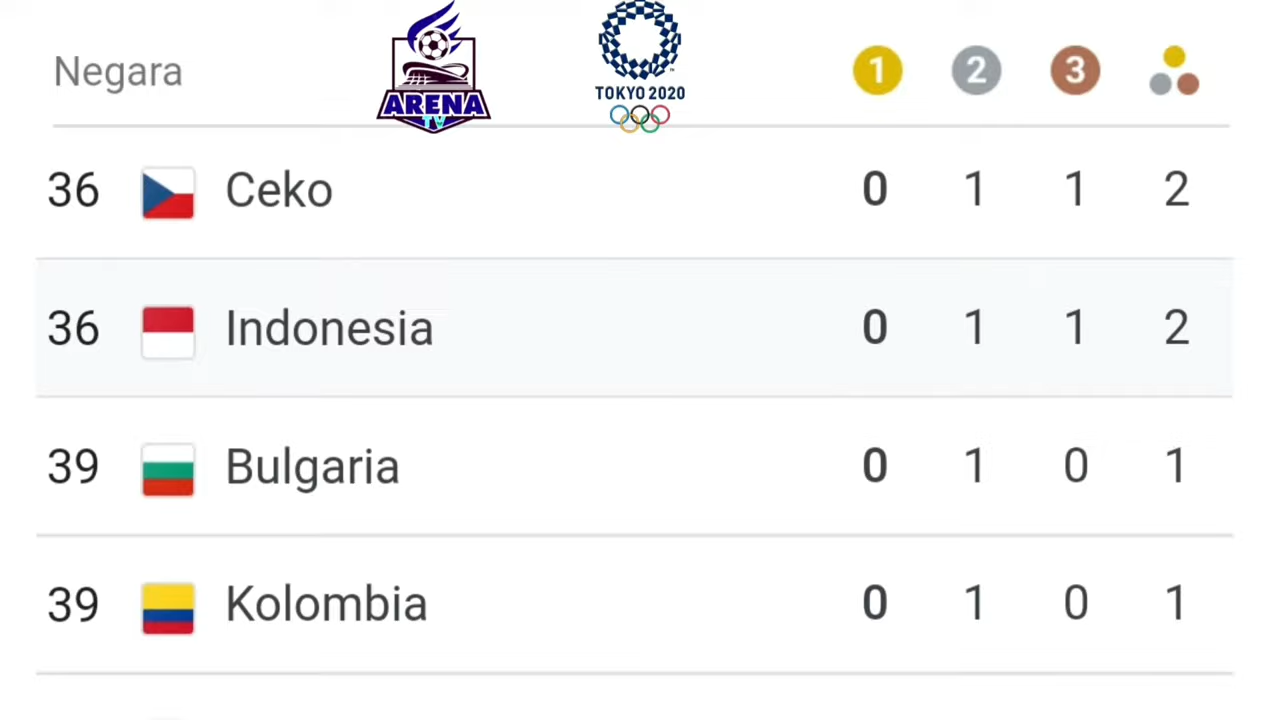 Negara ARENA TV TOKYO 2020 1 2 3
36 Ceko 0 1 1 2
36 Indonesia 0 1 1 2
39 Bulgaria 0 1 0 1
39 Kolombia 0 1 0 1